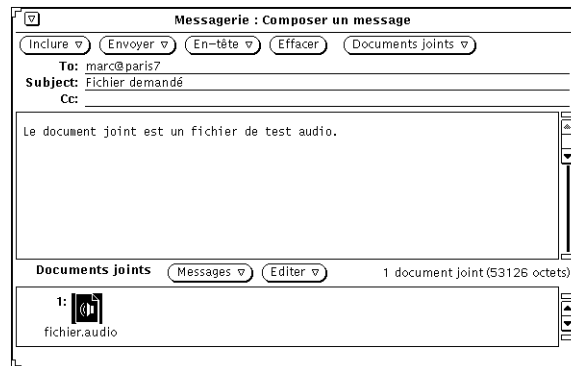 Messagerie : Composer un message
Inclure Envoyer En-tête Effacer Documents joints
To: marc@paris7
Subject: Fichier demandé
Cc:
Le document joint est un fichier de test audio.
Documents joints Messages Editer 1 document joint (53126 octets)
1:
fichier.audio